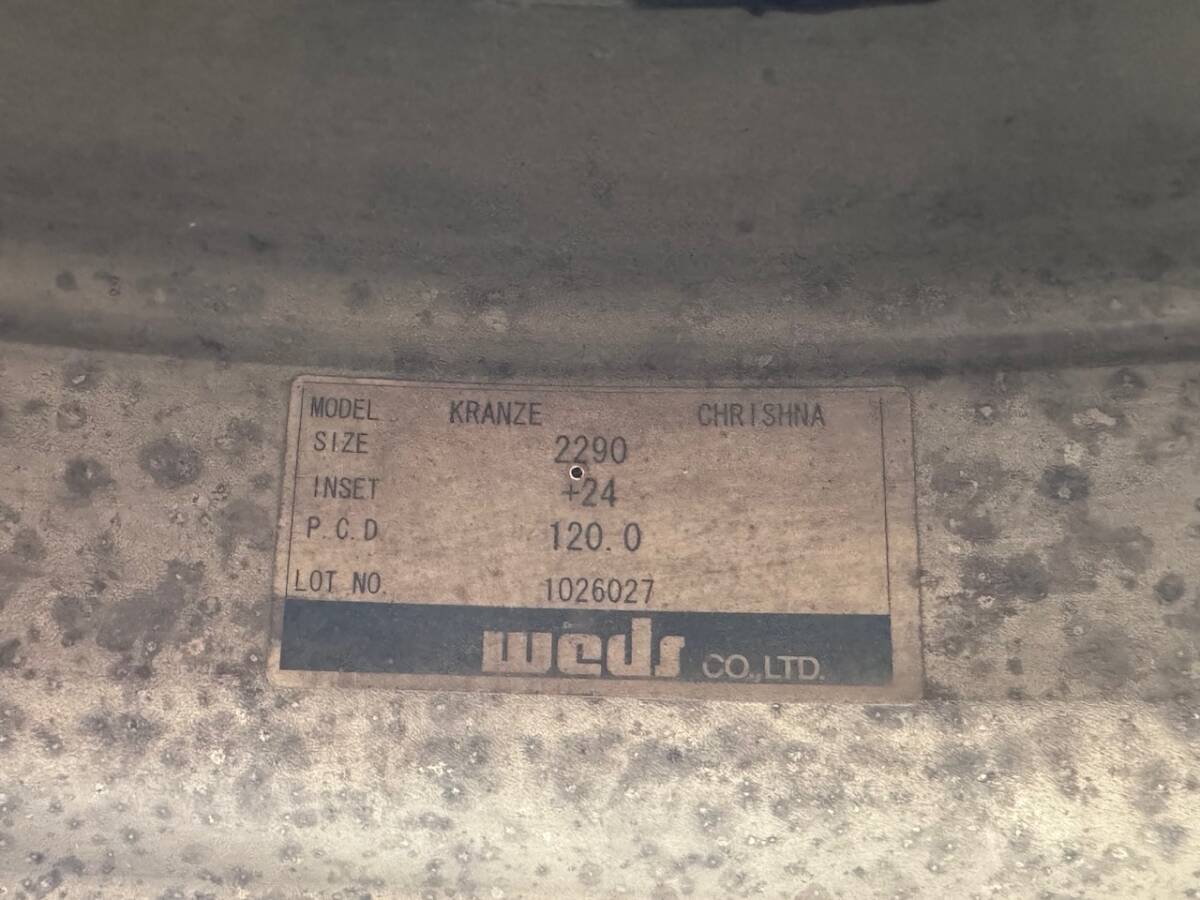 MODEL KRANZE CHRISHNA
SIZE 2290
INSET +24
P.C.D 120.0
LOT NO. 1026027
weds CO.,LTD.